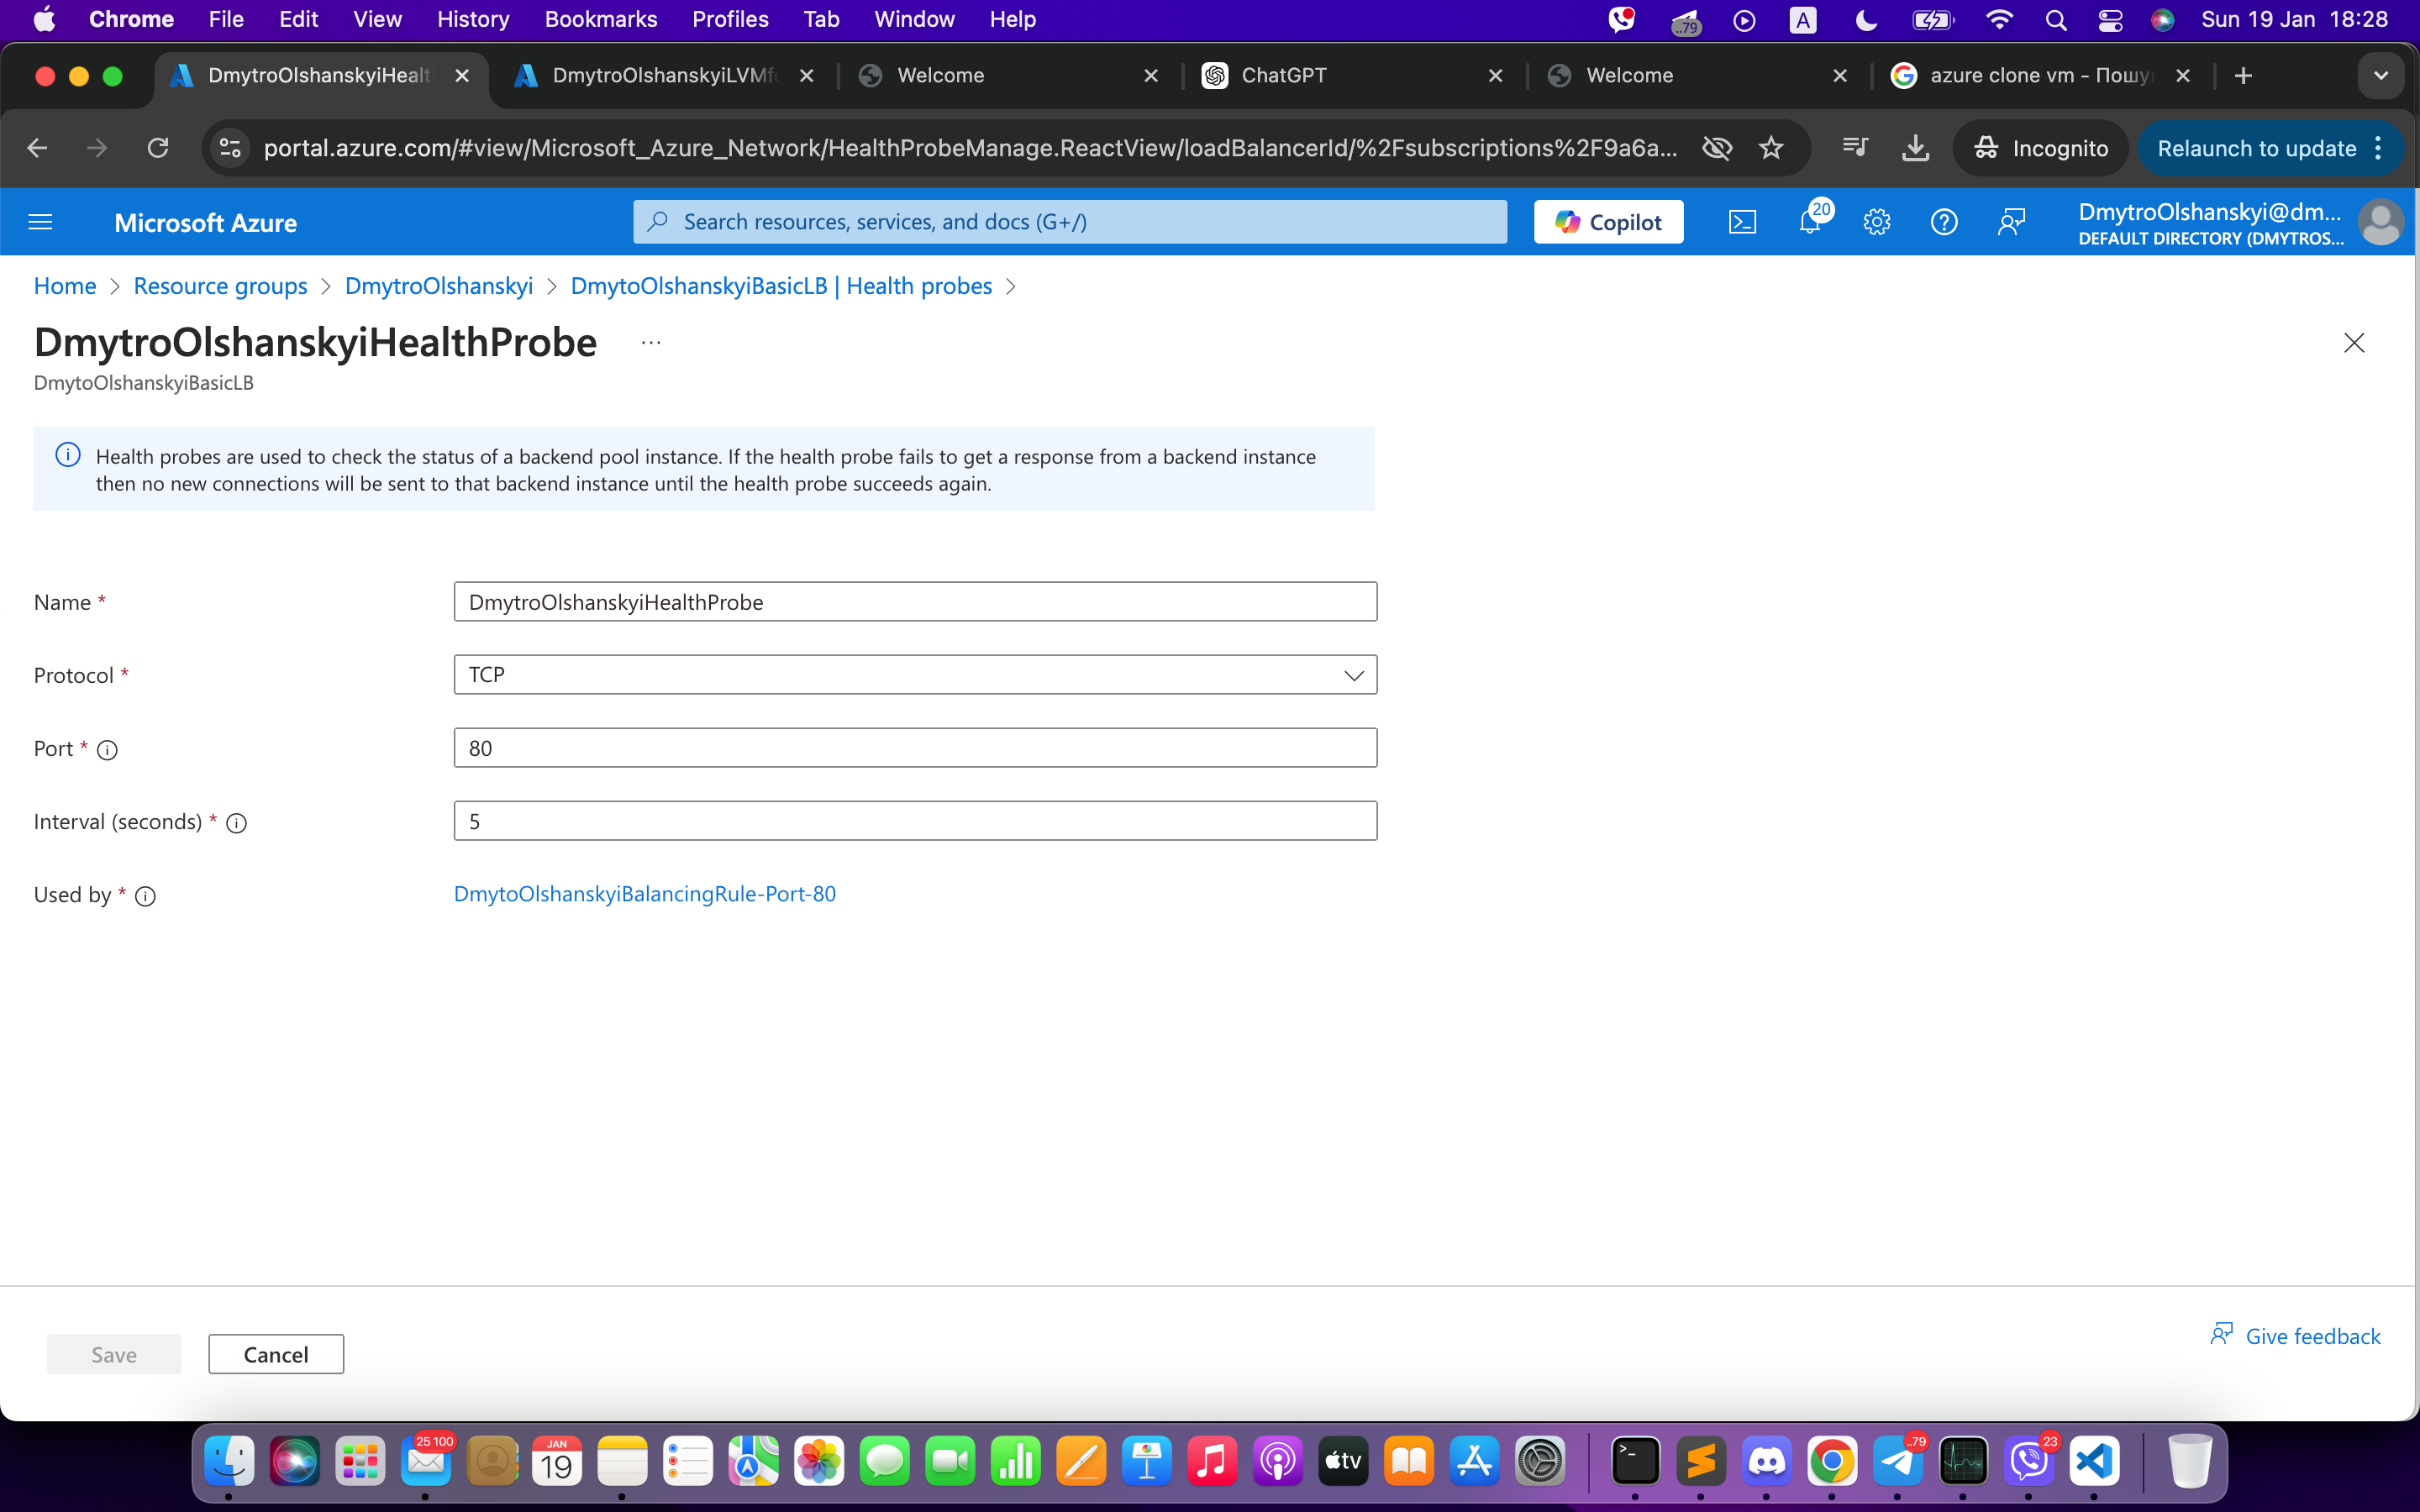 Chrome File Edit View History Bookmarks Profiles Tab Window Help ..79 A Sun 19 Jan 18:28
DmytroOlshanskyiHealt DmytroOlshanskyiLVMf Welcome ChatGPT Welcome azure clone vm - Пошу
portal.azure.com/#view/Microsoft_Azure_Network/HealthProbeManage.ReactView/loadBalancerId/%2Fsubscriptions%2F9a6a... Incognito Relaunch to update
Microsoft Azure Search resources, services, and docs (G+/) Copilot 20 DmytroOlshanskyi@dm...
DEFAULT DIRECTORY (DMYTROS...
Home > Resource groups > DmytroOlshanskyi > DmytoOlshanskyiBasicLB | Health probes >
DmytroOlshanskyiHealthProbe ...
DmytoOlshanskyiBasicLB
Health probes are used to check the status of a backend pool instance. If the health probe fails to get a response from a backend instance
then no new connections will be sent to that backend instance until the health probe succeeds again.
Name * DmytroOlshanskyiHealthProbe
Protocol * TCP
Port * 80
Interval (seconds) * 5
Used by * DmytoOlshanskyiBalancingRule-Port-80
Give feedback
Save Cancel
25 100 JAN 19 tv ..79 23